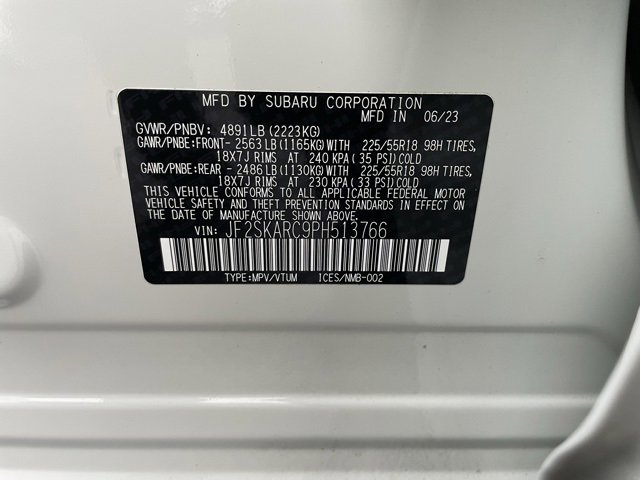 MFD BY SUBARU CORPORATION
MFD IN 06/23
GVWR/PNBV: 4891LB(2223KG)
GAWR/PNBE:FRONT- 2563LB(1165KG)WITH 225/55R18 98H TIRES,
18X7J RIMS AT 240 KPA(35 PSI)COLD
GAWR/PNBE:REAR - 2486LB(1130KG)WITH 225/55R18 98H TIRES,
18X7J RIMS AT 230 KPA(33 PSI)COLD
THIS VEHICLE CONFORMS TO ALL APPLICABLE FEDERAL MOTOR
VEHICLE SAFETY AND THEFT PREVENTION STANDARDS IN EFFECT
ON THE DATE OF MANUFACTURE SHOWN ABOVE.
VIN: JF2SKARC9PH513766
TYPE:MPV/VTUM ICES/NMB-002